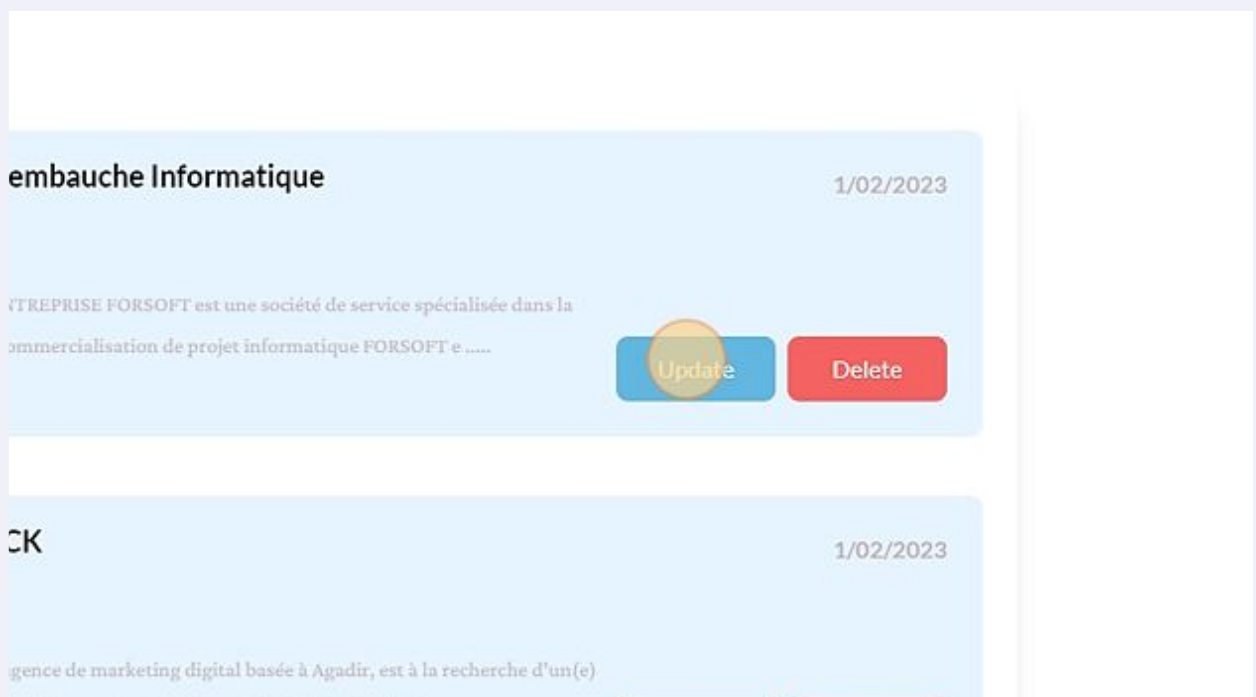 embauche Informatique
1/02/2023
NTREPRISE FORSOFT est une société de service spécialisée dans la
ommercialisation de projet informatique FORSOFT e .....
Update
Delete
CK
1/02/2023
gence de marketing digital basée à Agadir, est à la recherche d'un(e)